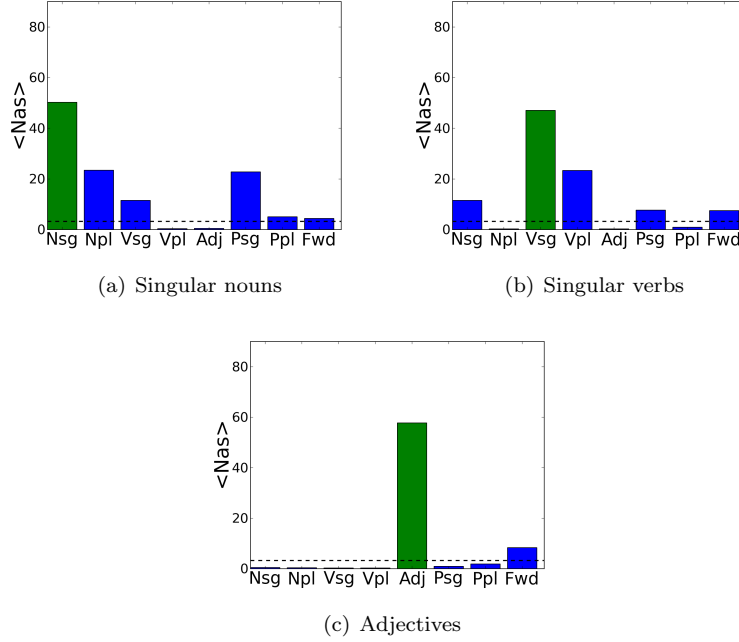 80
60
40
20
0
<Nas>
Nsg Npl Vsg Vpl Adj Psg Ppl Fwd
(a) Singular nouns
80
60
40
20
0
<Nas>
Nsg Npl Vsg Vpl Adj Psg Ppl Fwd
(b) Singular verbs
80
60
40
20
0
<Nas>
Nsg Npl Vsg Vpl Adj Psg Ppl Fwd
(c) Adjectives